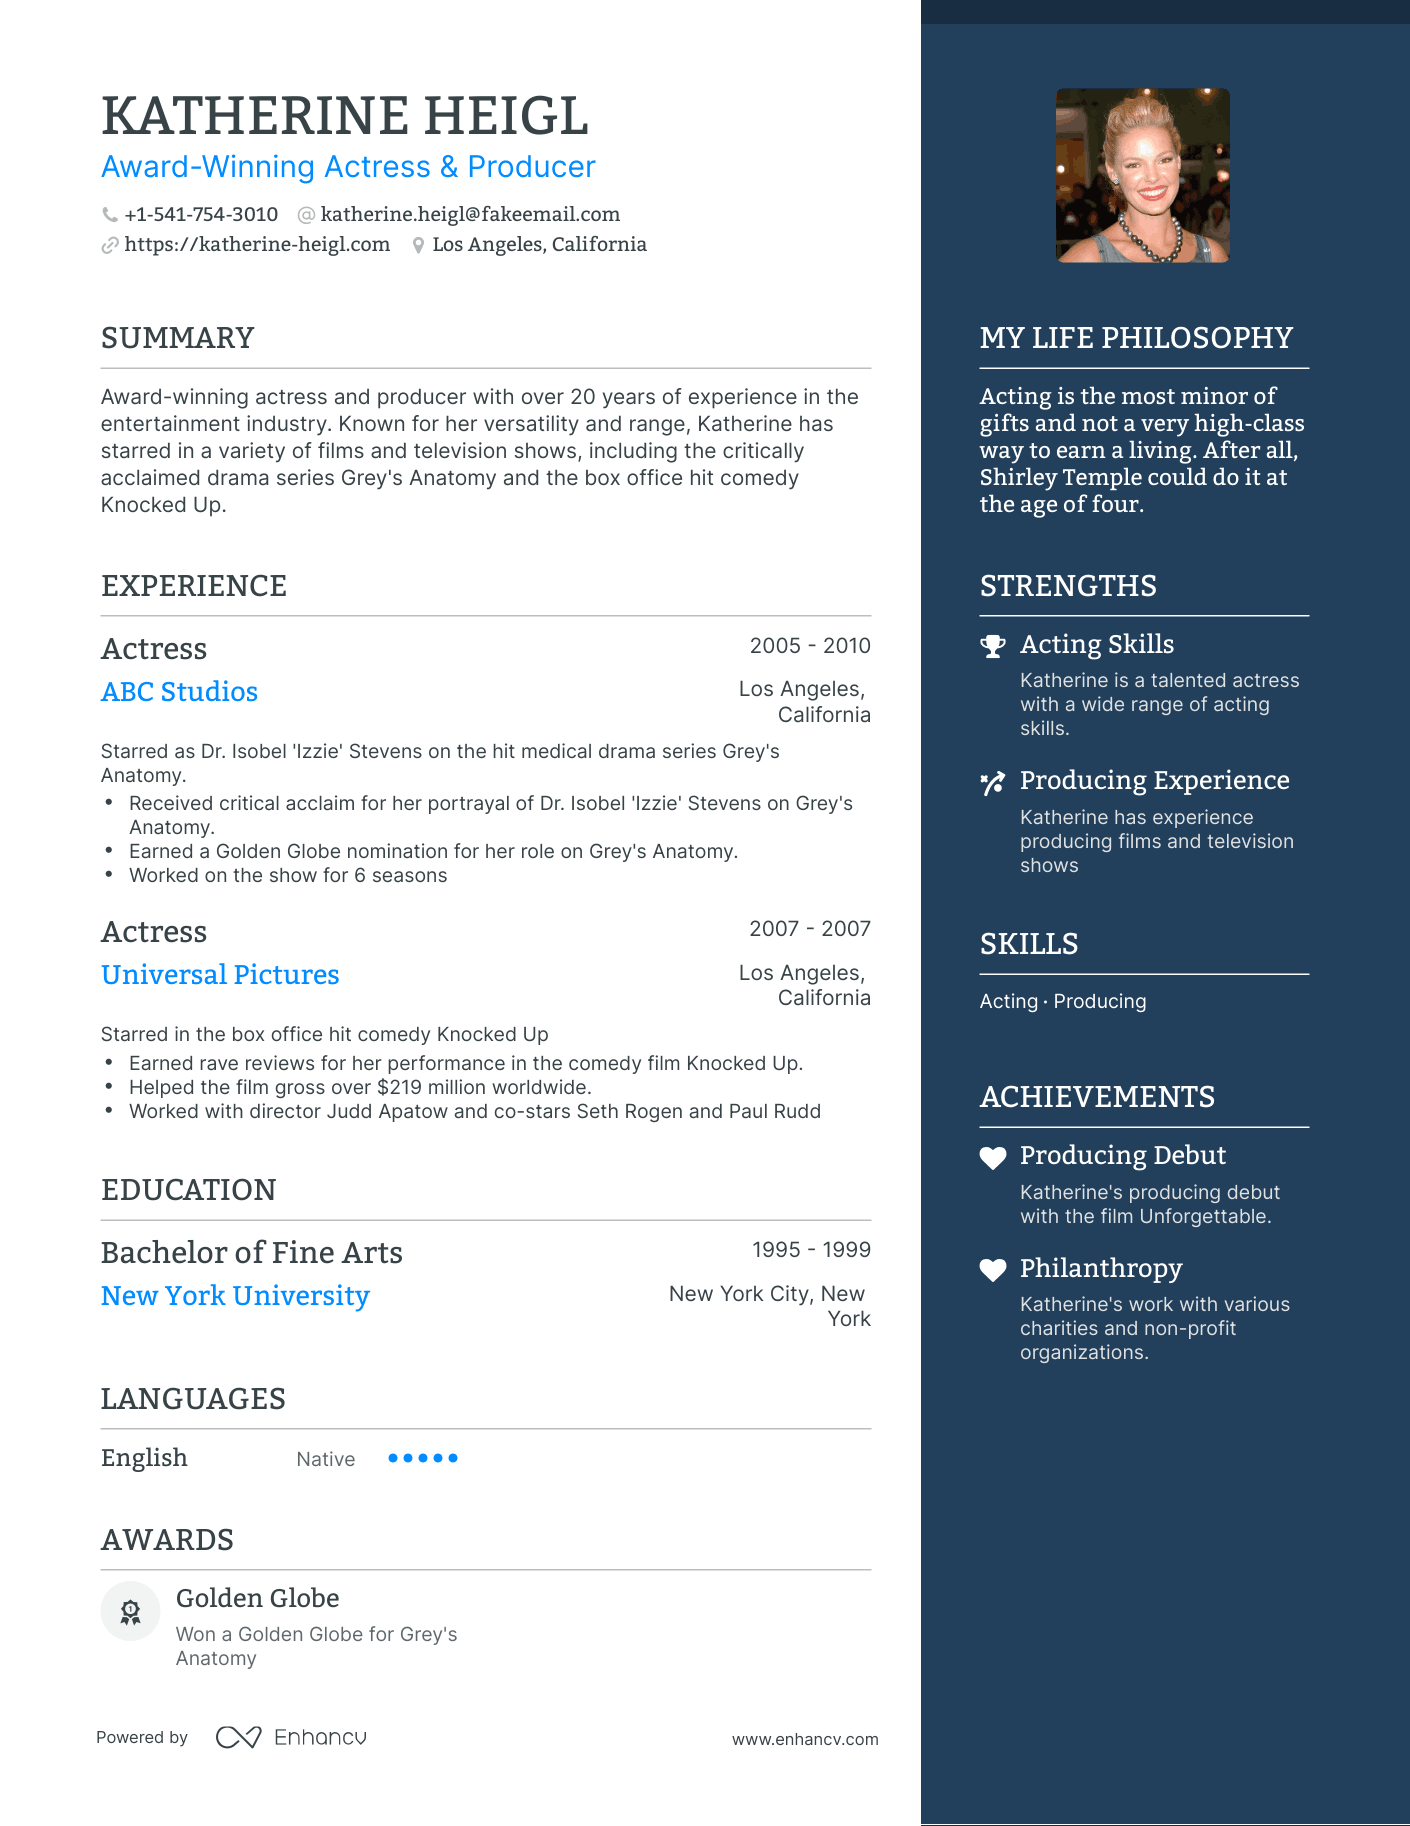 KATHERINE HEIGL
Award-Winning Actress & Producer
+1-541-754-3010 @ katherine.heigl@fakeemail.com
https://katherine-heigl.com Los Angeles, California
SUMMARY
Award-winning actress and producer with over 20 years of experience in the
entertainment industry. Known for her versatility and range, Katherine has
starred in a variety of films and television shows, including the critically
acclaimed drama series Grey's Anatomy and the box office hit comedy
Knocked Up.
EXPERIENCE
Actress 2005 - 2010
ABC Studios Los Angeles,
California
Starred as Dr. Isobel 'Izzie' Stevens on the hit medical drama series Grey's
Anatomy.
• Received critical acclaim for her portrayal of Dr. Isobel 'Izzie' Stevens on Grey's
Anatomy.
• Earned a Golden Globe nomination for her role on Grey's Anatomy.
• Worked on the show for 6 seasons
Actress 2007 - 2007
Universal Pictures Los Angeles,
California
Starred in the box office hit comedy Knocked Up
• Earned rave reviews for her performance in the comedy film Knocked Up.
• Helped the film gross over $219 million worldwide.
• Worked with director Judd Apatow and co-stars Seth Rogen and Paul Rudd
EDUCATION
Bachelor of Fine Arts 1995 - 1999
New York University New York City, New
York
LANGUAGES
English Native
AWARDS
1
Golden Globe
Won a Golden Globe for Grey's
Anatomy
Powered by Enhancv www.enhancv.com
MY LIFE PHILOSOPHY
Acting is the most minor of
gifts and not a very high-class
way to earn a living. After all,
Shirley Temple could do it at
the age of four.
STRENGTHS
Acting Skills
Katherine is a talented actress
with a wide range of acting
skills.
Producing Experience
Katherine has experience
producing films and television
shows
SKILLS
Acting · Producing
ACHIEVEMENTS
Producing Debut
Katherine's producing debut
with the film Unforgettable.
Philanthropy
Katherine's work with various
charities and non-profit
organizations.